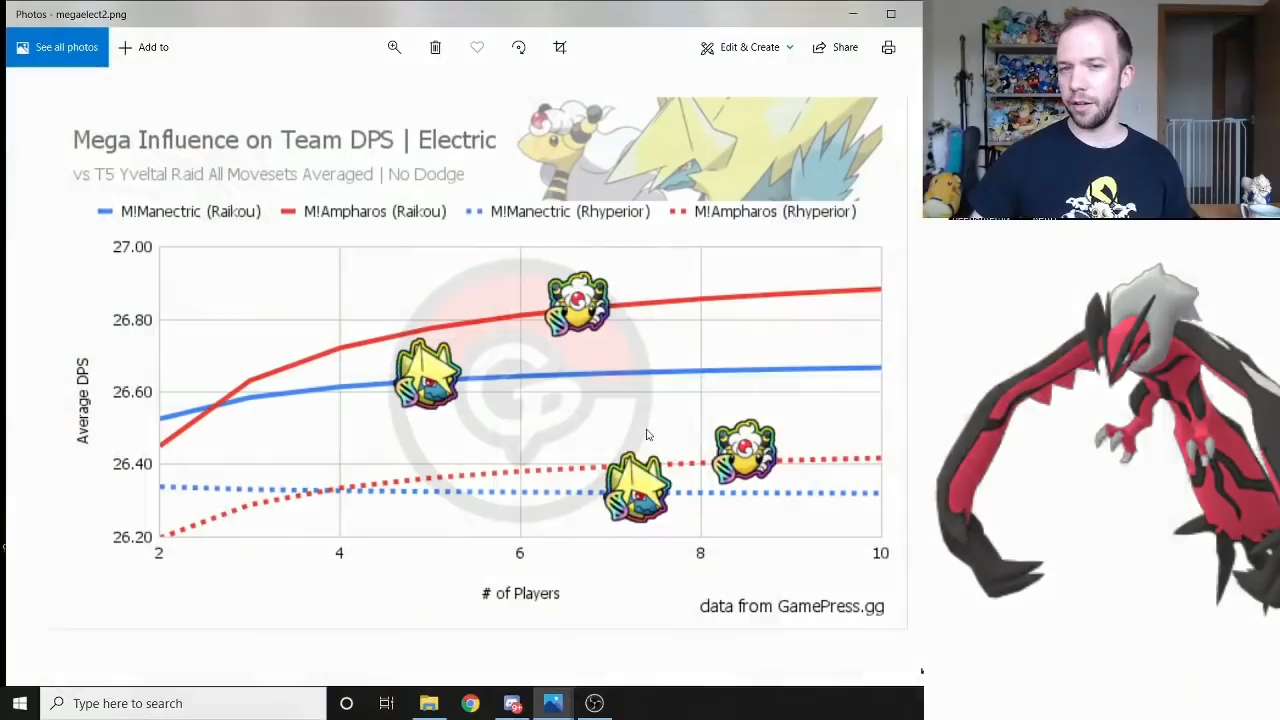 Photos - megaelect2.png
See all photos
Add to
Edit & Create
Share
Mega Influence on Team DPS | Electric
vs T5 Yveltal Raid All Movesets Averaged | No Dodge
M!Manectric (Raikou) M!Ampharos (Raikou) M!Manectric (Rhyperior) M!Ampharos (Rhyperior)
27.00
26.80
26.60
26.40
26.20
Average DPS
2 4 6 8 10
# of Players
data from GamePress.gg
Type here to search
9+